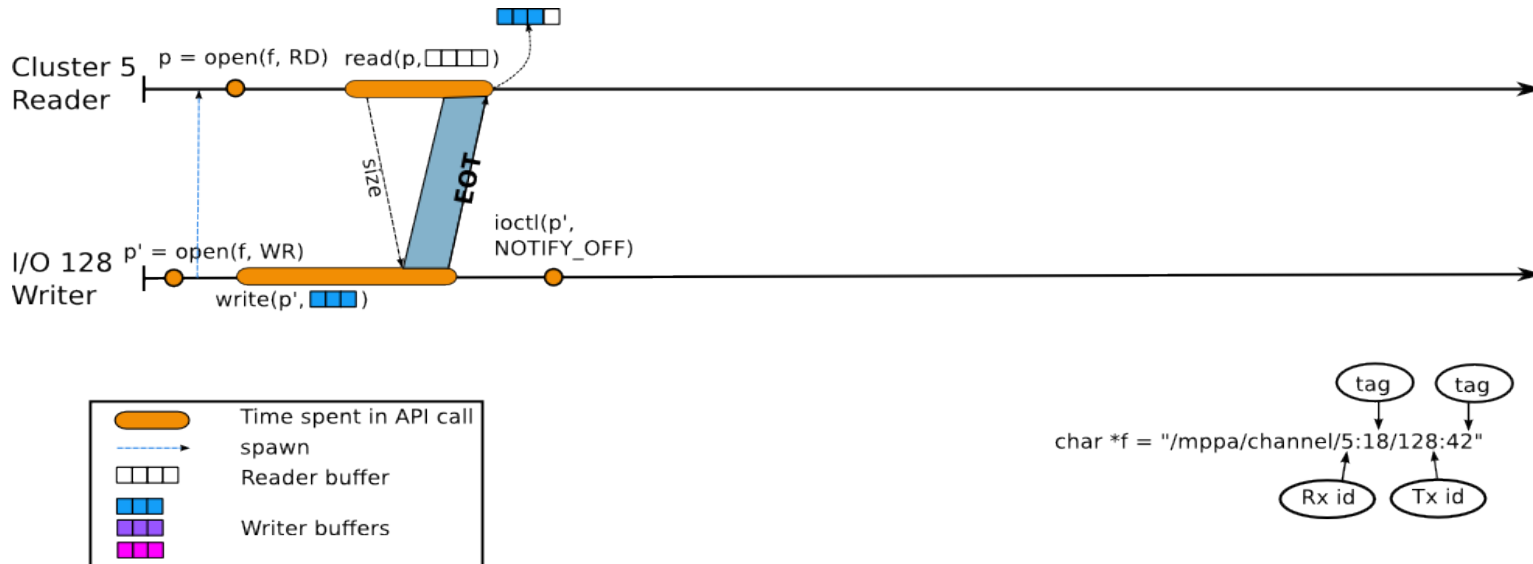 p = open(f, RD)
read(p, )
Cluster 5
Reader
size
EOT
ioctl(p',
NOTIFY_OFF)
p' = open(f, WR)
I/O 128
Writer
write(p', )
Time spent in API call
spawn
Reader buffer
Writer buffers
tag
tag
char *f = "/mppa/channel/5:18/128:42"
Rx id
Tx id